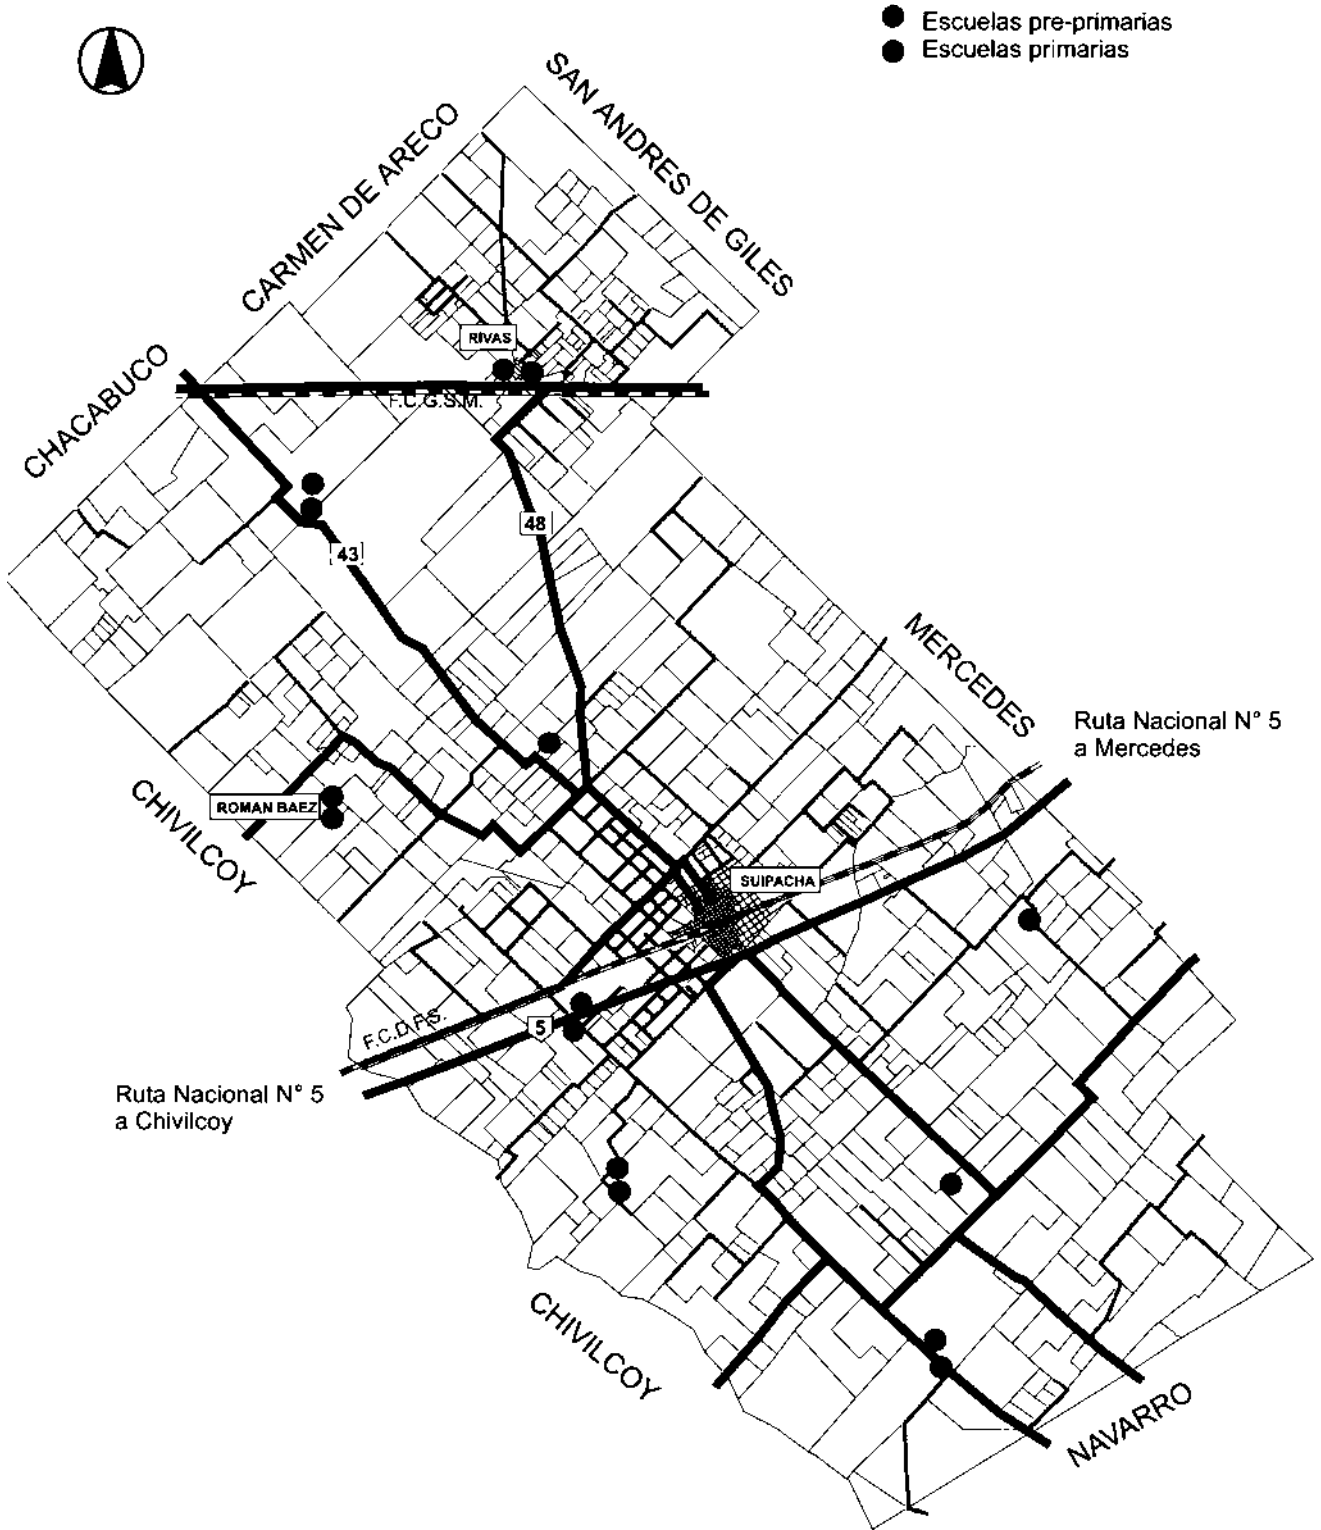 Escuelas pre-primarias
Escuelas primarias
SAN ANDRES DE GILES
CARMEN DE ARECO
RIVAS
CHACABUCO
F.C.G.S.M.
48
43
MERCEDES
Ruta Nacional N° 5
a Mercedes
CHIVILCOY
ROMAN BAEZ
SUIPACHA
F.C.D.F.S.
5
Ruta Nacional N° 5
a Chivilcoy
CHIVILCOY
NAVARRO